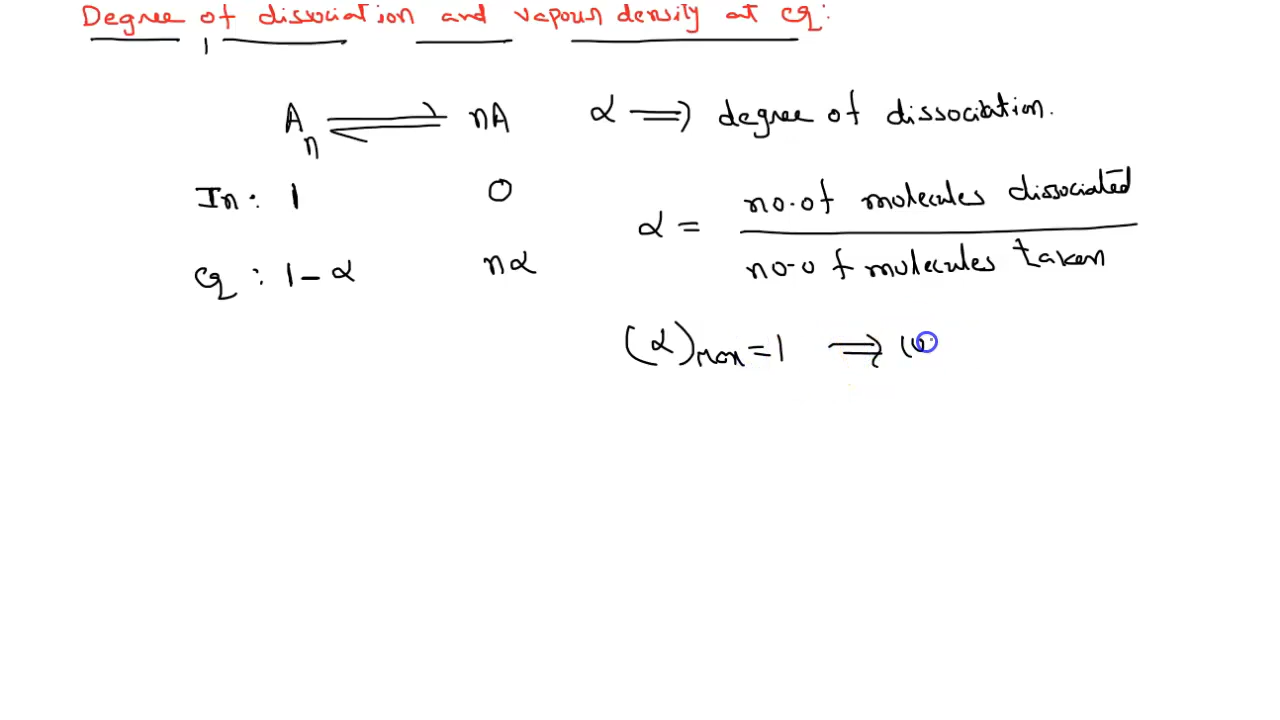 Degree of dissociation and vapour density at eq:
Aₙ ⇌ nA α ⟹ degree of dissociation.
In: 1 0
α = no. of molecules dissociated
no. of molecules taken
eq : 1 - α nα
(α)max = 1 ⟹ 10